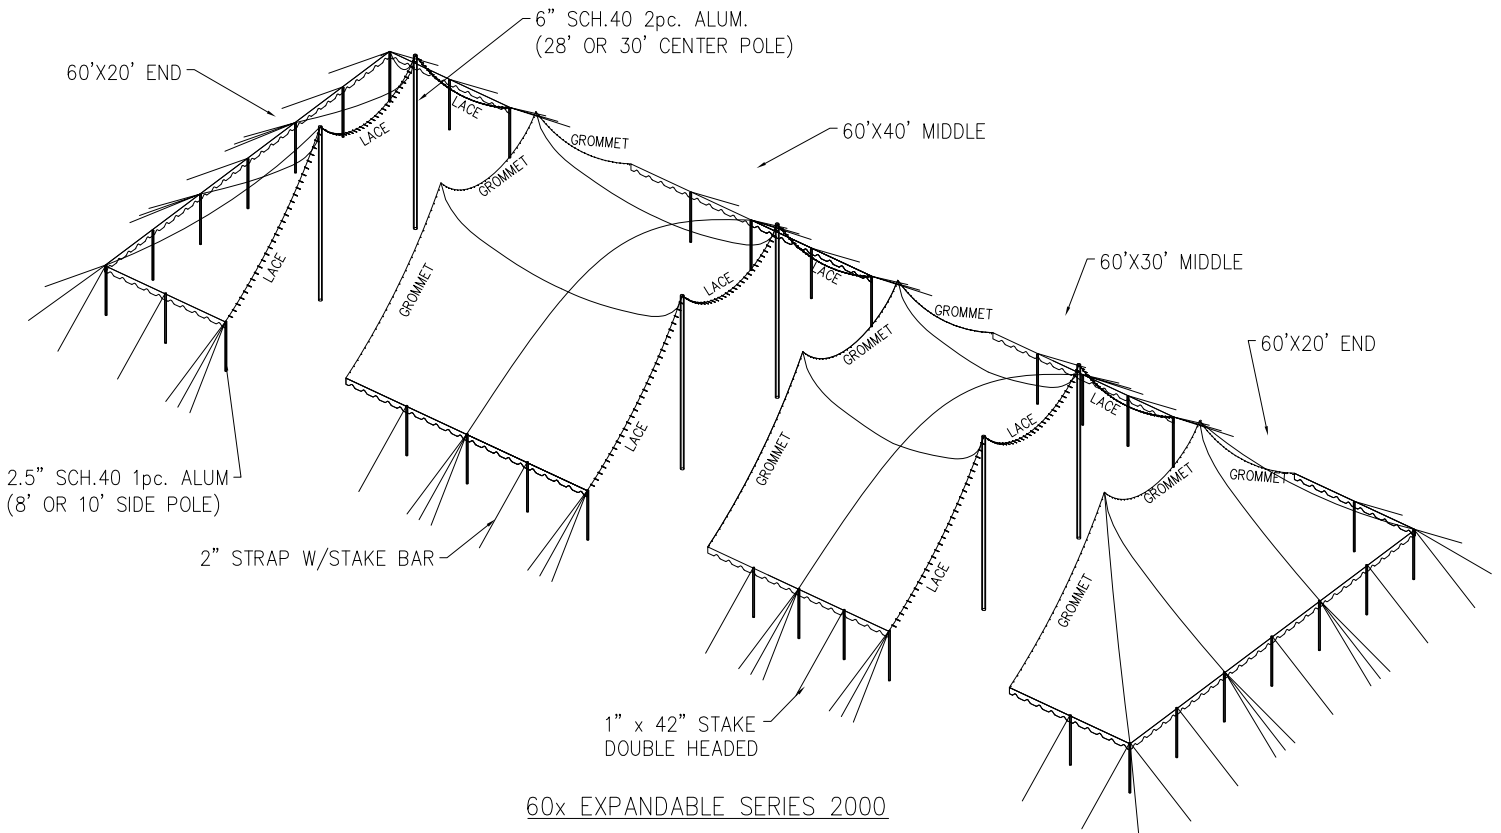 6" SCH.40 2pc. ALUM.
(28' OR 30' CENTER POLE)
60'X20' END
LACE
LACE
GROMMET
60'X40' MIDDLE
GROMMET
LACE
GROMMET
LACE
LACE
60'X30' MIDDLE
GROMMET
GROMMET
60'X20' END
LACE
LACE
LACE
GROMMET
GROMMET
GROMMET
2.5" SCH.40 1pc. ALUM
(8' OR 10' SIDE POLE)
2" STRAP W/STAKE BAR
LACE
GROMMET
1" x 42" STAKE
DOUBLE HEADED
60x EXPANDABLE SERIES 2000